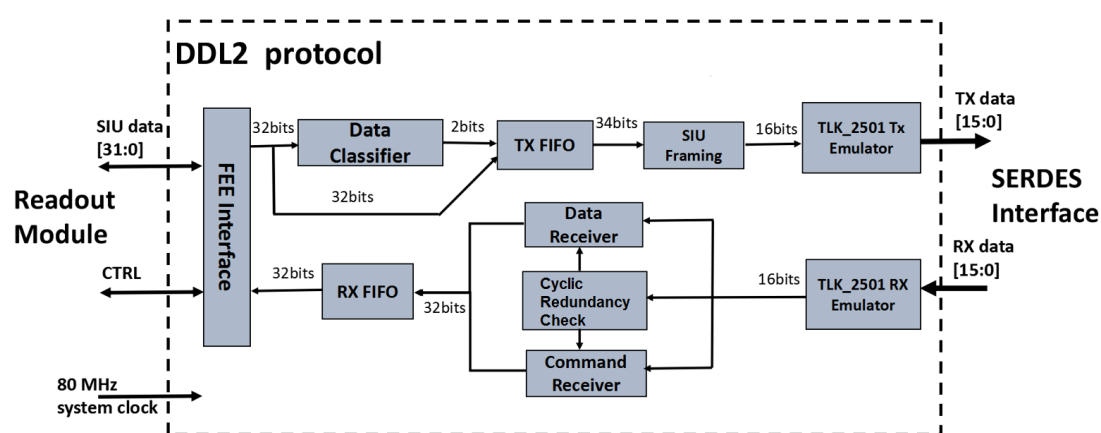 DDL2 protocol
SIU data
[31:0]
Readout
Module
CTRL
80 MHz
system clock
FEE Interface
32bits
Data
Classifier
2bits
TX FIFO
34bits
SIU
Framing
16bits
TLK_2501 Tx
Emulator
TX data
[15:0]
32bits
SERDES
Interface
Data
Receiver
RX data
[15:0]
32bits
RX FIFO
32bits
Cyclic
Redundancy
Check
16bits
TLK_2501 RX
Emulator
Command
Receiver